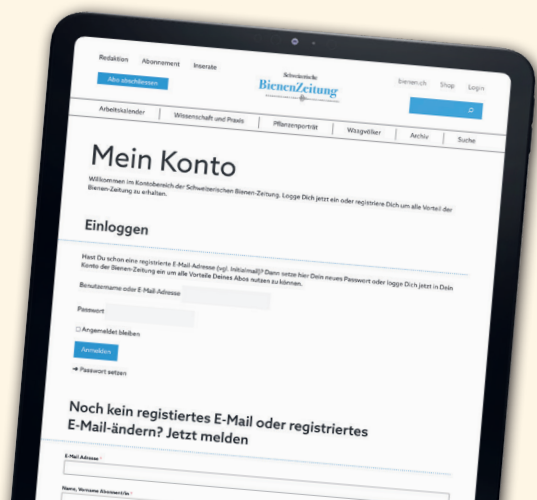 Redaktion Abonnement Inserate
Abo abschliessen
Schweizerische
BienenZeitung
bienen.ch Shop Login
Arbeitskalender Wissenschaft und Praxis Pflanzenporträt Waagvölker Archiv Suche
Mein Konto
Willkommen im Kontobereich der Schweizerischen Bienen-Zeitung. Logge Dich jetzt ein oder registriere Dich um alle Vorteil der
Bienen-Zeitung zu erhalten.
Einloggen
Hast Du schon eine registrierte E-Mail-Adresse (vgl. Initialmail)? Dann setze hier Dein neues Passwort oder logge Dich jetzt in Dein
Konto der Bienen-Zeitung ein um alle Vorteile Deines Abos nutzen zu können.
Benutzername oder E-Mail-Adresse
Passwort
Angemeldet bleiben
Anmelden
➔ Passwort setzen
Noch kein registiertes E-Mail oder registriertes
E-Mail-ändern? Jetzt melden
E-Mail Adresse *
Name, Vorname Abonnent/in *